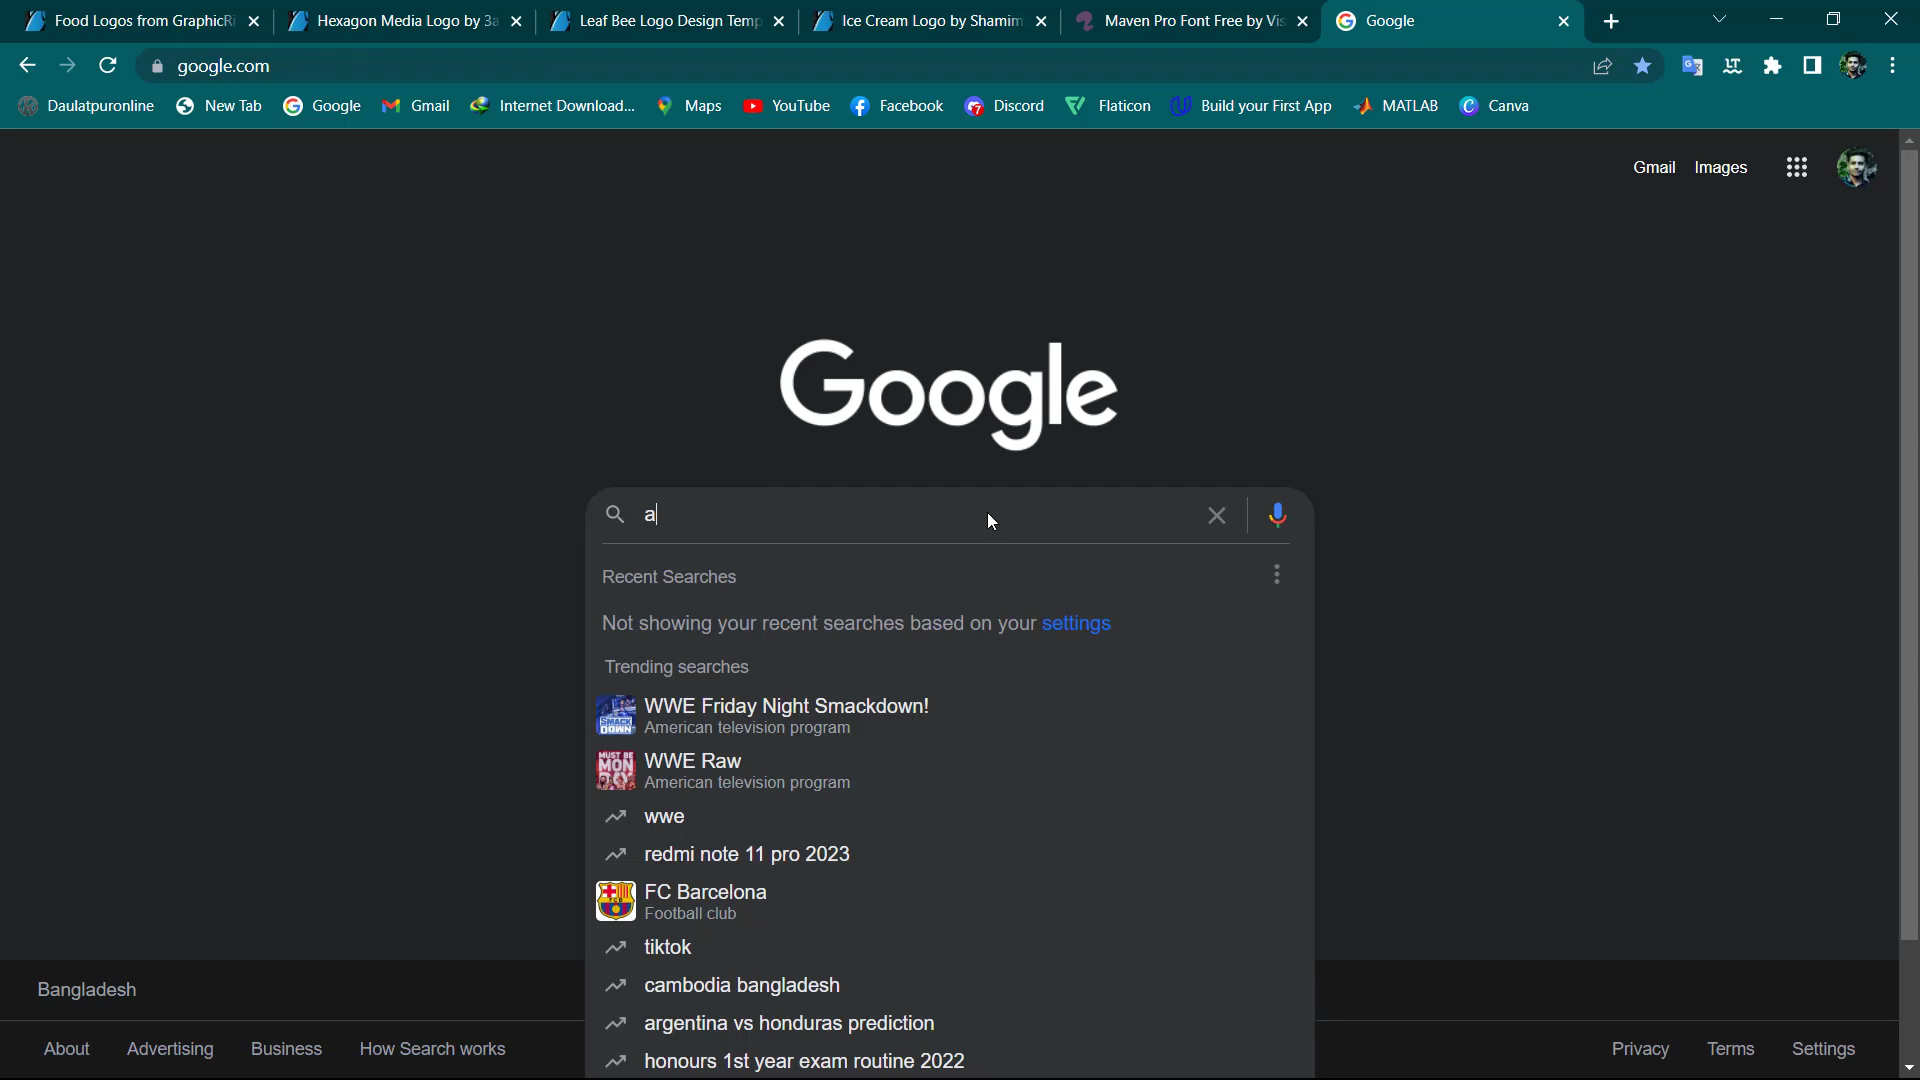 Food Logos from GraphicRi
Hexagon Media Logo by 3a
Leaf Bee Logo Design Temp
Ice Cream Logo by Shamim
Maven Pro Font Free by Vis
Google
google.com
Daulatpuronline
New Tab
Google
Gmail
Internet Download...
Maps
YouTube
Facebook
Discord
Flaticon
Build your First App
MATLAB
Canva
Gmail
Images
Google
a
Recent Searches
Not showing your recent searches based on your settings
Trending searches
WWE Friday Night Smackdown!
American television program
WWE Raw
American television program
wwe
redmi note 11 pro 2023
FC Barcelona
Football club
tiktok
cambodia bangladesh
argentina vs honduras prediction
honours 1st year exam routine 2022
Bangladesh
About
Advertising
Business
How Search works
Privacy
Terms
Settings